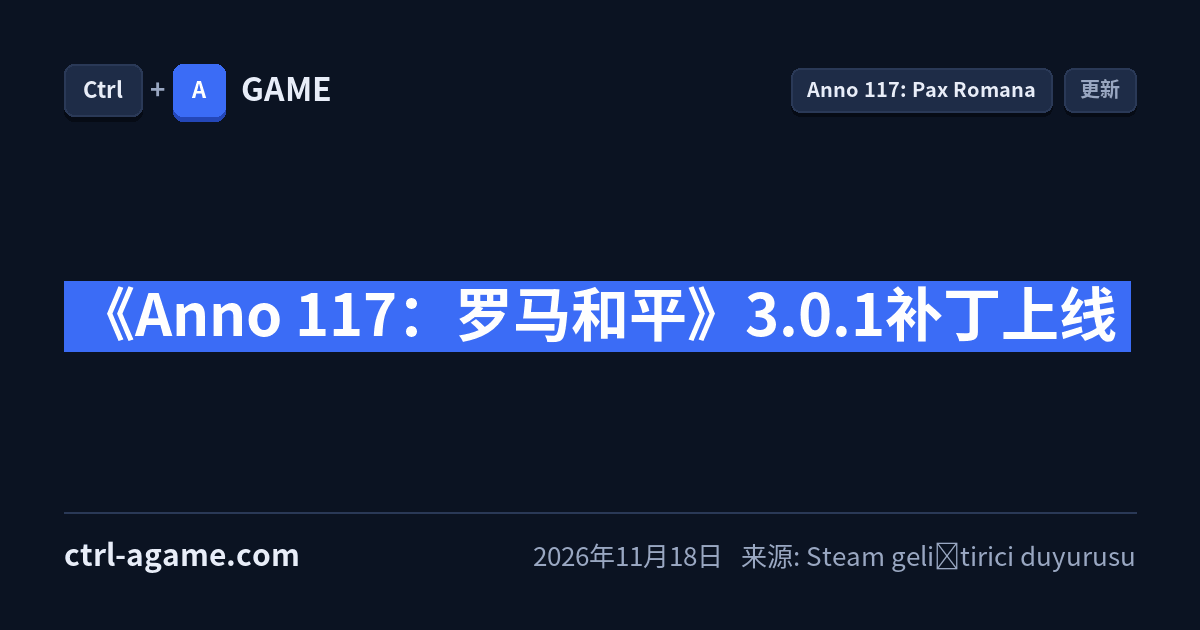 Ctrl + A GAME
Anno 117: Pax Romana 更新
《Anno 117：罗马和平》3.0.1补丁上线
ctrl-agame.com
2026年11月18日 来源: Steam geli☒tirici duyurusu